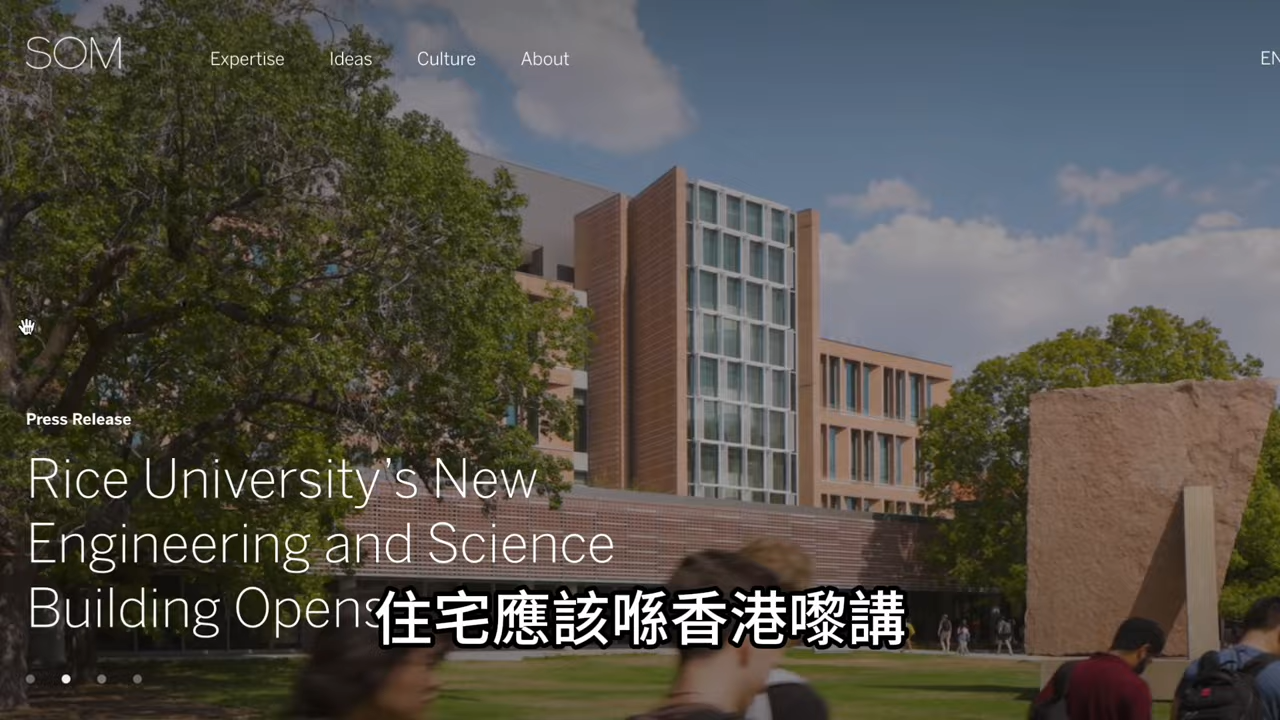 SOM
Expertise
Ideas
Culture
About
EN
Press Release
Rice University's New
Engineering and Science
Building Opens
住宅應該喺香港嚟講